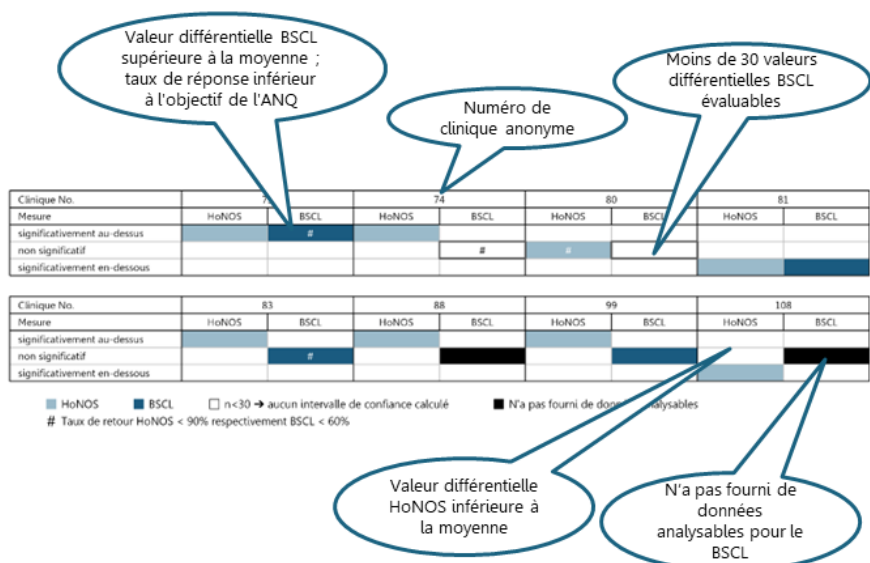 Valeur différentielle BSCL
supérieure à la moyenne ;
taux de réponse inférieur
à l'objectif de l'ANQ
Numéro de
clinique anonyme
Moins de 30 valeurs
différentielles BSCL
évaluables
Clinique No. 74 80 81
Mesure HoNOS BSCL HoNOS BSCL HoNOS BSCL HoNOS BSCL
significativement au-dessus #
non significatif # #
significativement en-dessous
Clinique No. 83 88 99 108
Mesure HoNOS BSCL HoNOS BSCL HoNOS BSCL HoNOS BSCL
significativement au-dessus
non significatif #
significativement en-dessous
HoNOS BSCL n<30 → aucun intervalle de confiance calculé N'a pas fourni de données analysables
# Taux de retour HoNOS < 90% respectivement BSCL < 60%
Valeur différentielle
HoNOS inférieure à
la moyenne
N'a pas fourni de
données
analysables pour le
BSCL